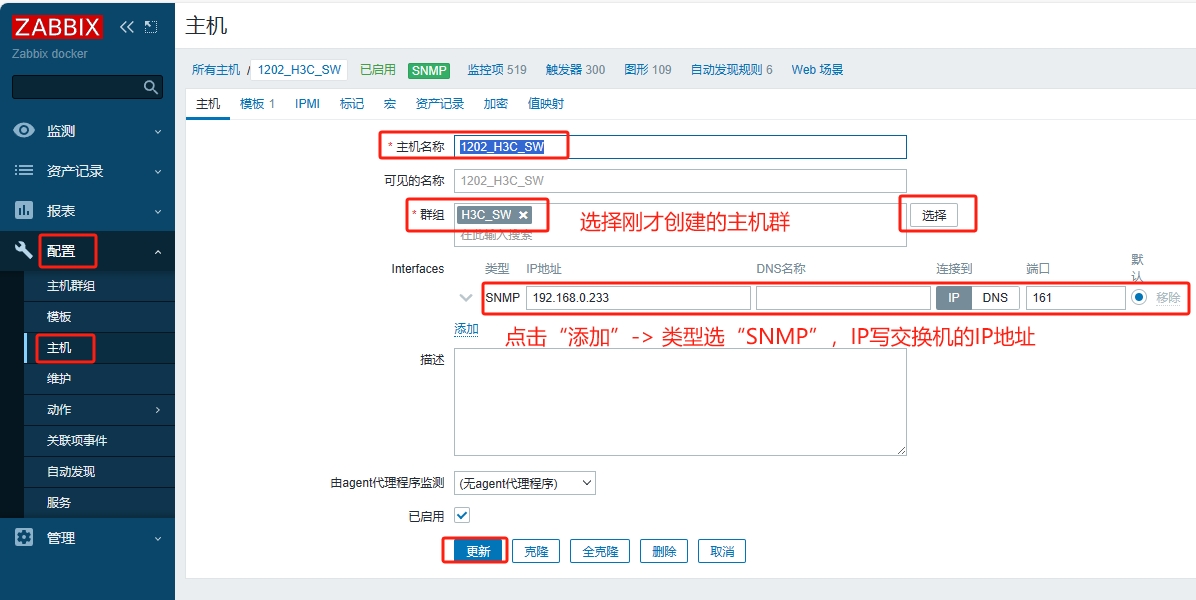 ZABBIX
Zabbix docker
监测
资产记录
报表
配置
主机群组
模板
主机
维护
动作
关联项事件
自动发现
服务
管理
主机
所有主机 / 1202_H3C_SW 已启用 SNMP 监控项 519 触发器 300 图形 109 自动发现规则 6 Web 场景
主机 模板 1 IPMI 标记 宏 资产记录 加密 值映射
* 主机名称 1202_H3C_SW
可见的名称 1202_H3C_SW
* 群组 H3C_SW × 选择刚才创建的主机群 选择
在此输入搜索
Interfaces 类型 IP地址 DNS名称 连接到 端口 默认
SNMP 192.168.0.233 IP DNS 161 移除
添加
点击“添加”-> 类型选“SNMP”，IP写交换机的IP地址
描述
由agent代理程序监测 (无agent代理程序)
已启用
更新 克隆 全克隆 删除 取消